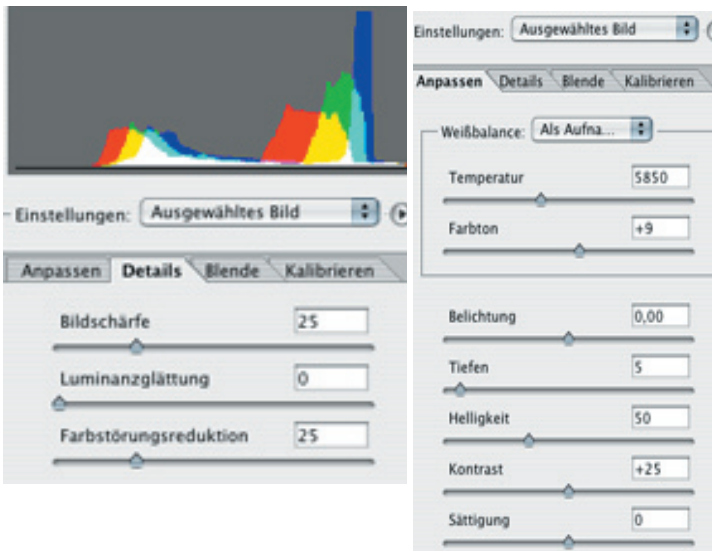 Einstellungen: Ausgewähltes Bild
Anpassen Details Blende Kalibrieren
Bildschärfe 25
Luminanzglättung 0
Farbstörungsreduktion 25
Einstellungen: Ausgewähltes Bild
Anpassen Details Blende Kalibrieren
Weißbalance: Als Aufna...
Temperatur 5850
Farbton +9
Belichtung 0,00
Tiefen 5
Helligkeit 50
Kontrast +25
Sättigung 0